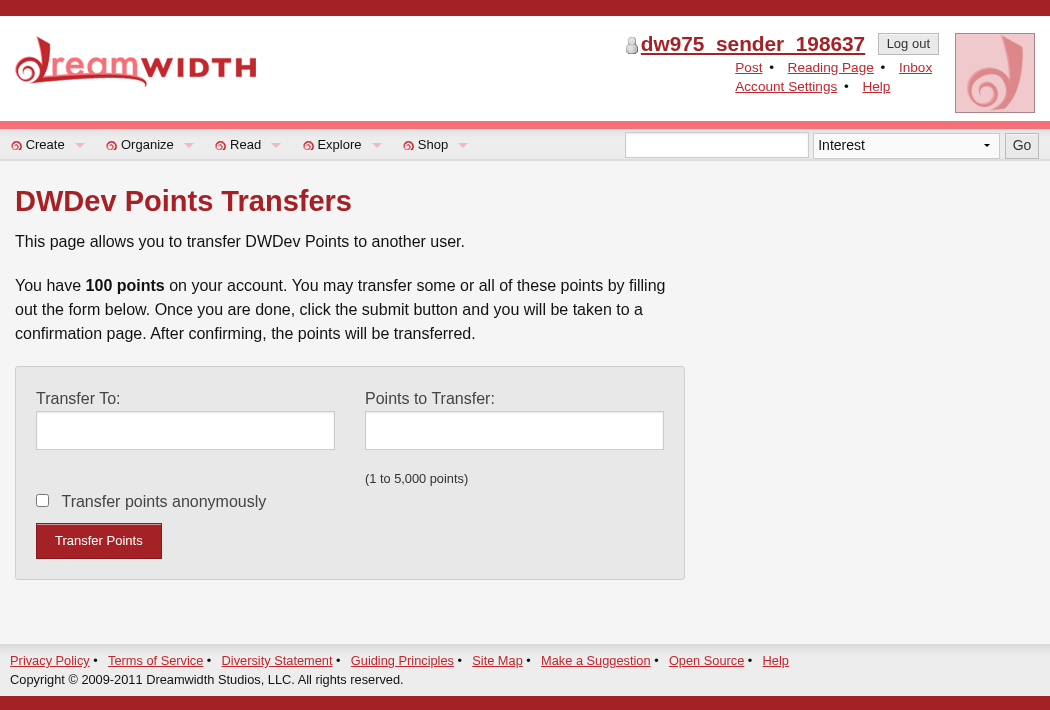 dreamWIDTH
dw975_sender_198637 Log out
Post • Reading Page • Inbox
Account Settings • Help
Create Organize Read Explore Shop Interest Go
DWDev Points Transfers
This page allows you to transfer DWDev Points to another user.
You have 100 points on your account. You may transfer some or all of these points by filling
out the form below. Once you are done, click the submit button and you will be taken to a
confirmation page. After confirming, the points will be transferred.
Transfer To: Points to Transfer:
(1 to 5,000 points)
Transfer points anonymously
Transfer Points
Privacy Policy • Terms of Service • Diversity Statement • Guiding Principles • Site Map • Make a Suggestion • Open Source • Help
Copyright © 2009-2011 Dreamwidth Studios, LLC. All rights reserved.